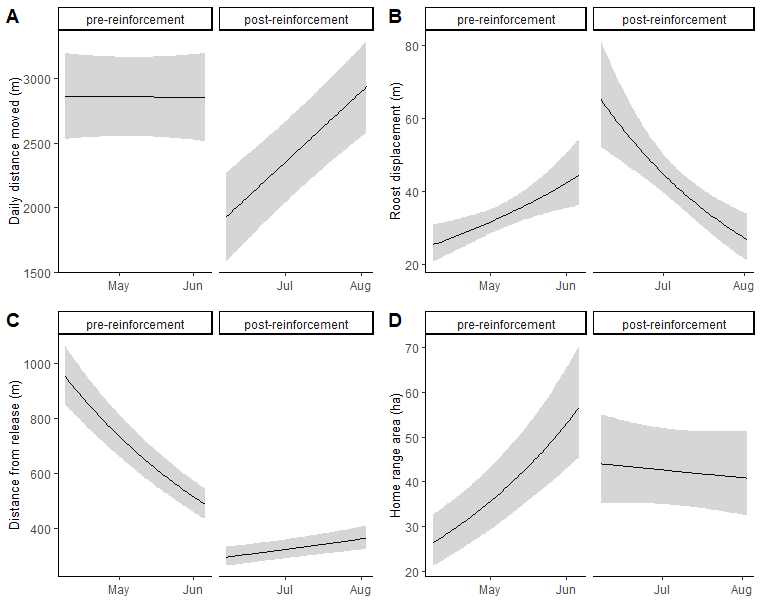 A
pre-reinforcement
post-reinforcement
Daily distance moved (m)
3000
2500
2000
1500
May
Jun
Jul
Aug
B
pre-reinforcement
post-reinforcement
Roost displacement (m)
80
60
40
20
May
Jun
Jul
Aug
C
pre-reinforcement
post-reinforcement
Distance from release (m)
1000
800
600
400
May
Jun
Jul
Aug
D
pre-reinforcement
post-reinforcement
Home range area (ha)
70
60
50
40
30
20
May
Jun
Jul
Aug